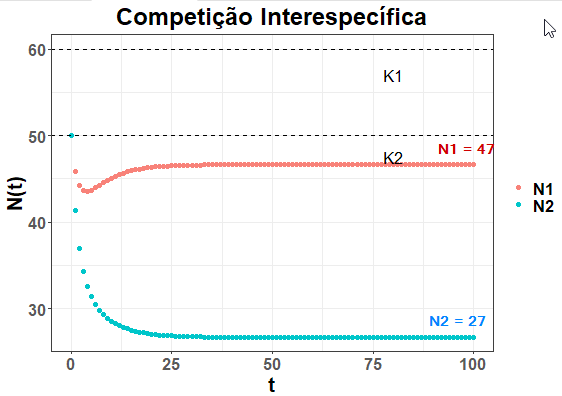 Competição Interespecífica
60
K1
50
N1 = 47
K2
N1
N2
N(t)
40
30
N2 = 27
0
25
50
75
100
t